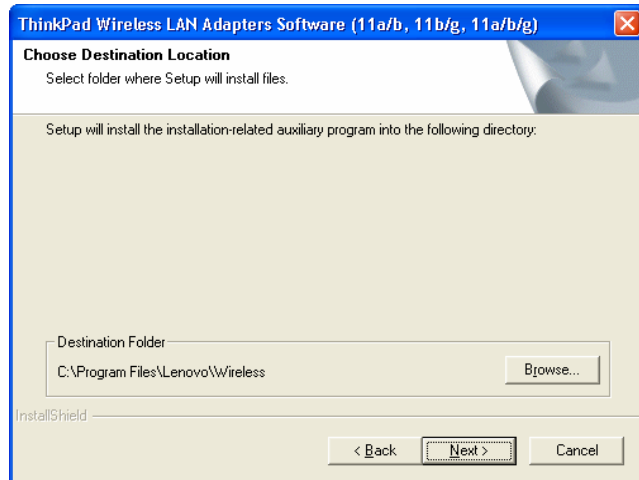 ThinkPad Wireless LAN Adapters Software (11a/b, 11b/g, 11a/b/g)
Choose Destination Location
Select folder where Setup will install files.
Setup will install the installation-related auxiliary program into the following directory:
Destination Folder
C:\Program Files\Lenovo\Wireless
Browse...
InstallShield
< Back
Next >
Cancel